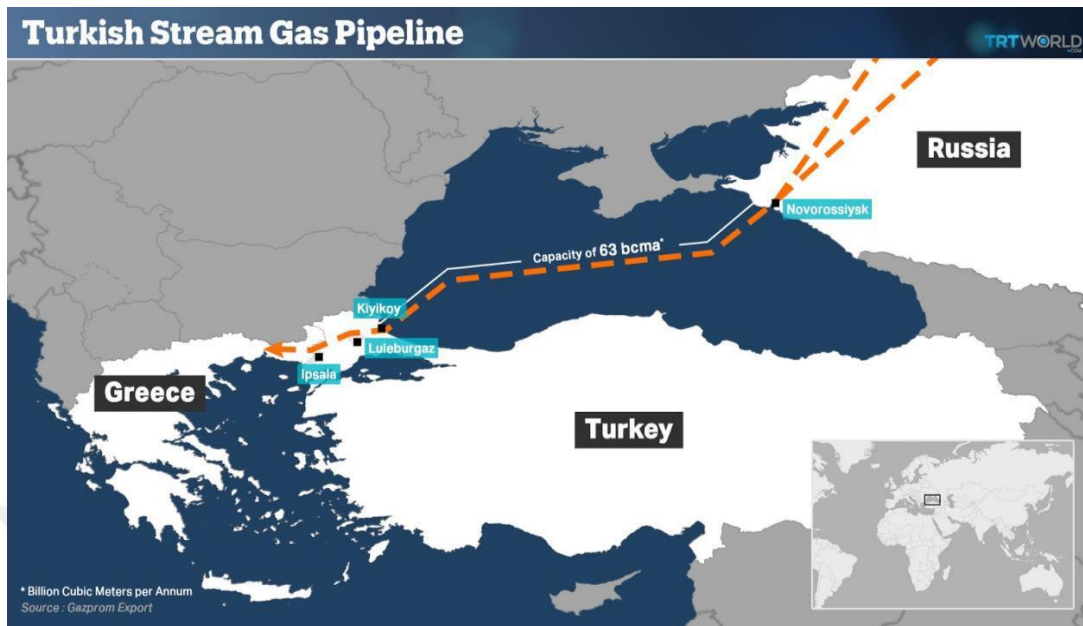 Turkish Stream Gas Pipeline
TRTWORLD
.COM
Russia
Novorossiysk
Capacity of 63 bcma*
Kiyikoy
Luleburgaz
Ipsala
Greece
Turkey
* Billion Cubic Meters per Annum
Source : Gazprom Export